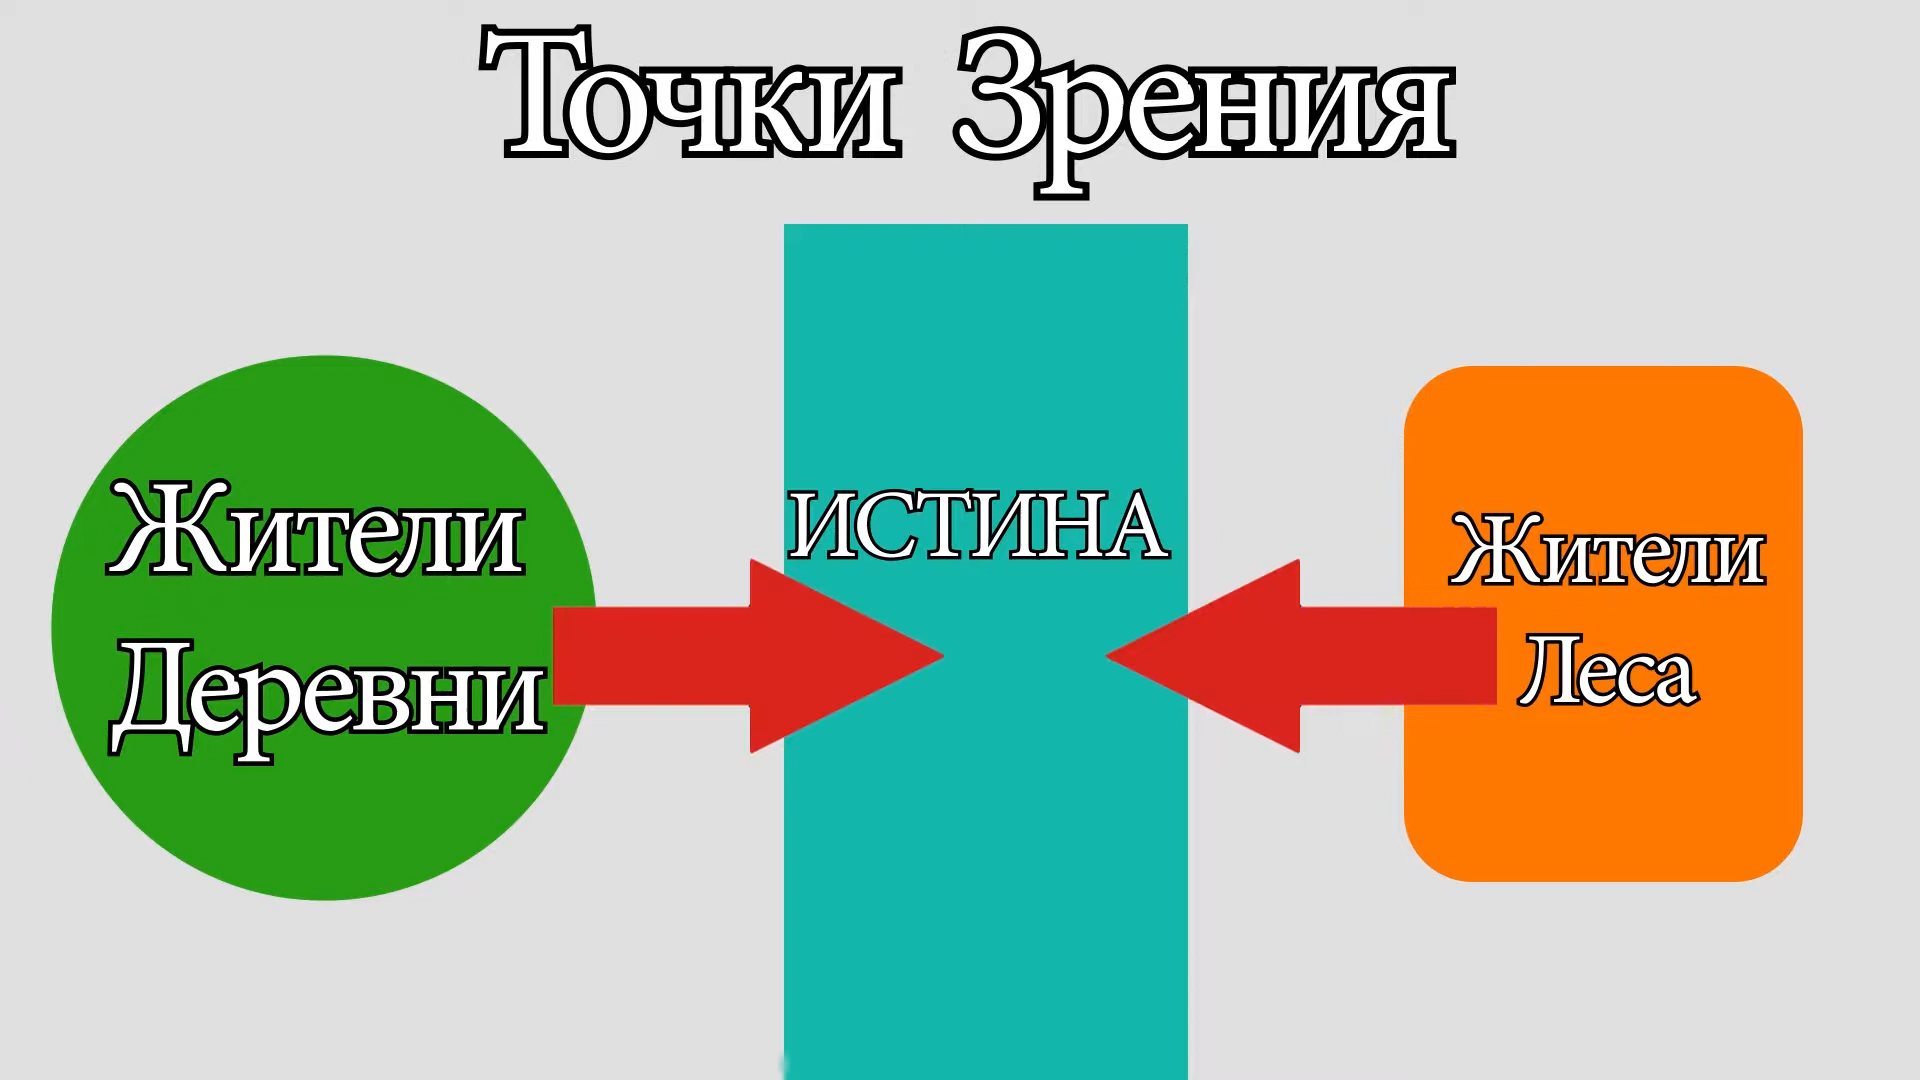 Точки Зрения
Жители
Деревни
ИСТИНА
Жители
Леса